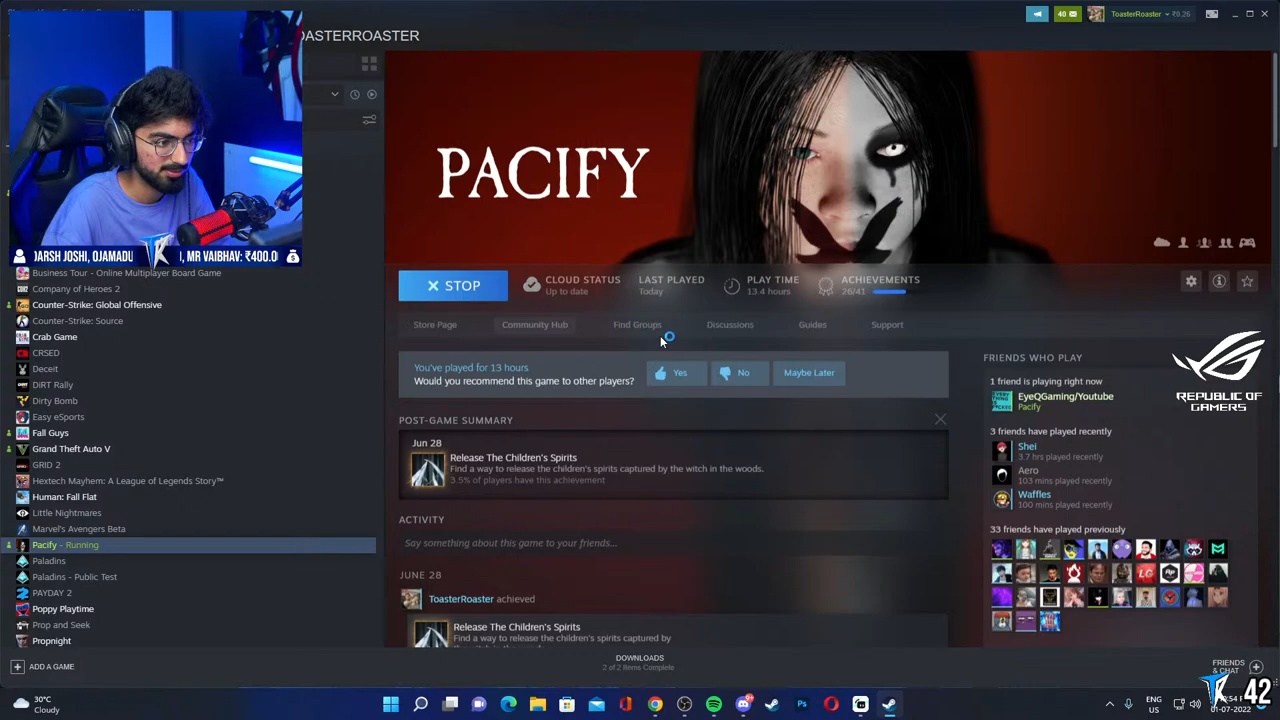 40
ToasterRoaster
₹0.26
OASTERROASTER
PACIFY
DARSH JOSHI, OJAMADU
I, MR VAIBHAV: ₹400.0
STOP
CLOUD STATUS
Up to date
LAST PLAYED
Today
PLAY TIME
13.4 hours
ACHIEVEMENTS
26/41
Store Page
Community Hub
Find Groups
Discussions
Guides
Support
You've played for 13 hours
Would you recommend this game to other players?
Yes
No
Maybe Later
POST-GAME SUMMARY
Jun 28
Release The Children's Spirits
Find a way to release the children's spirits captured by the witch in the woods.
3.5% of players have this achievement
ACTIVITY
Say something about this game to your friends...
JUNE 28
ToasterRoaster achieved
Release The Children's Spirits
Find a way to release the children's spirits captured by
FRIENDS WHO PLAY
1 friend is playing right now
EyeQGaming/Youtube
Pacify
3 friends have played recently
Shei
3.7 hrs played recently
Aero
103 mins played recently
Waffles
100 mins played recently
33 friends have played previously
REPUBLIC OF
GAMERS
Business Tour - Online Multiplayer Board Game
Company of Heroes 2
Counter-Strike: Global Offensive
Counter-Strike: Source
Crab Game
CRSED
Deceit
DiRT Rally
Dirty Bomb
Easy eSports
Fall Guys
Grand Theft Auto V
GRID 2
Hextech Mayhem: A League of Legends Story™
Human: Fall Flat
Little Nightmares
Marvel's Avengers Beta
Pacify - Running
Paladins
Paladins - Public Test
PAYDAY 2
Poppy Playtime
Prop and Seek
Propnight
ADD A GAME
DOWNLOADS
2 of 2 Items Complete
FRIENDS
& CHAT
30°C
Cloudy
ENG
US
01-07-2022
42